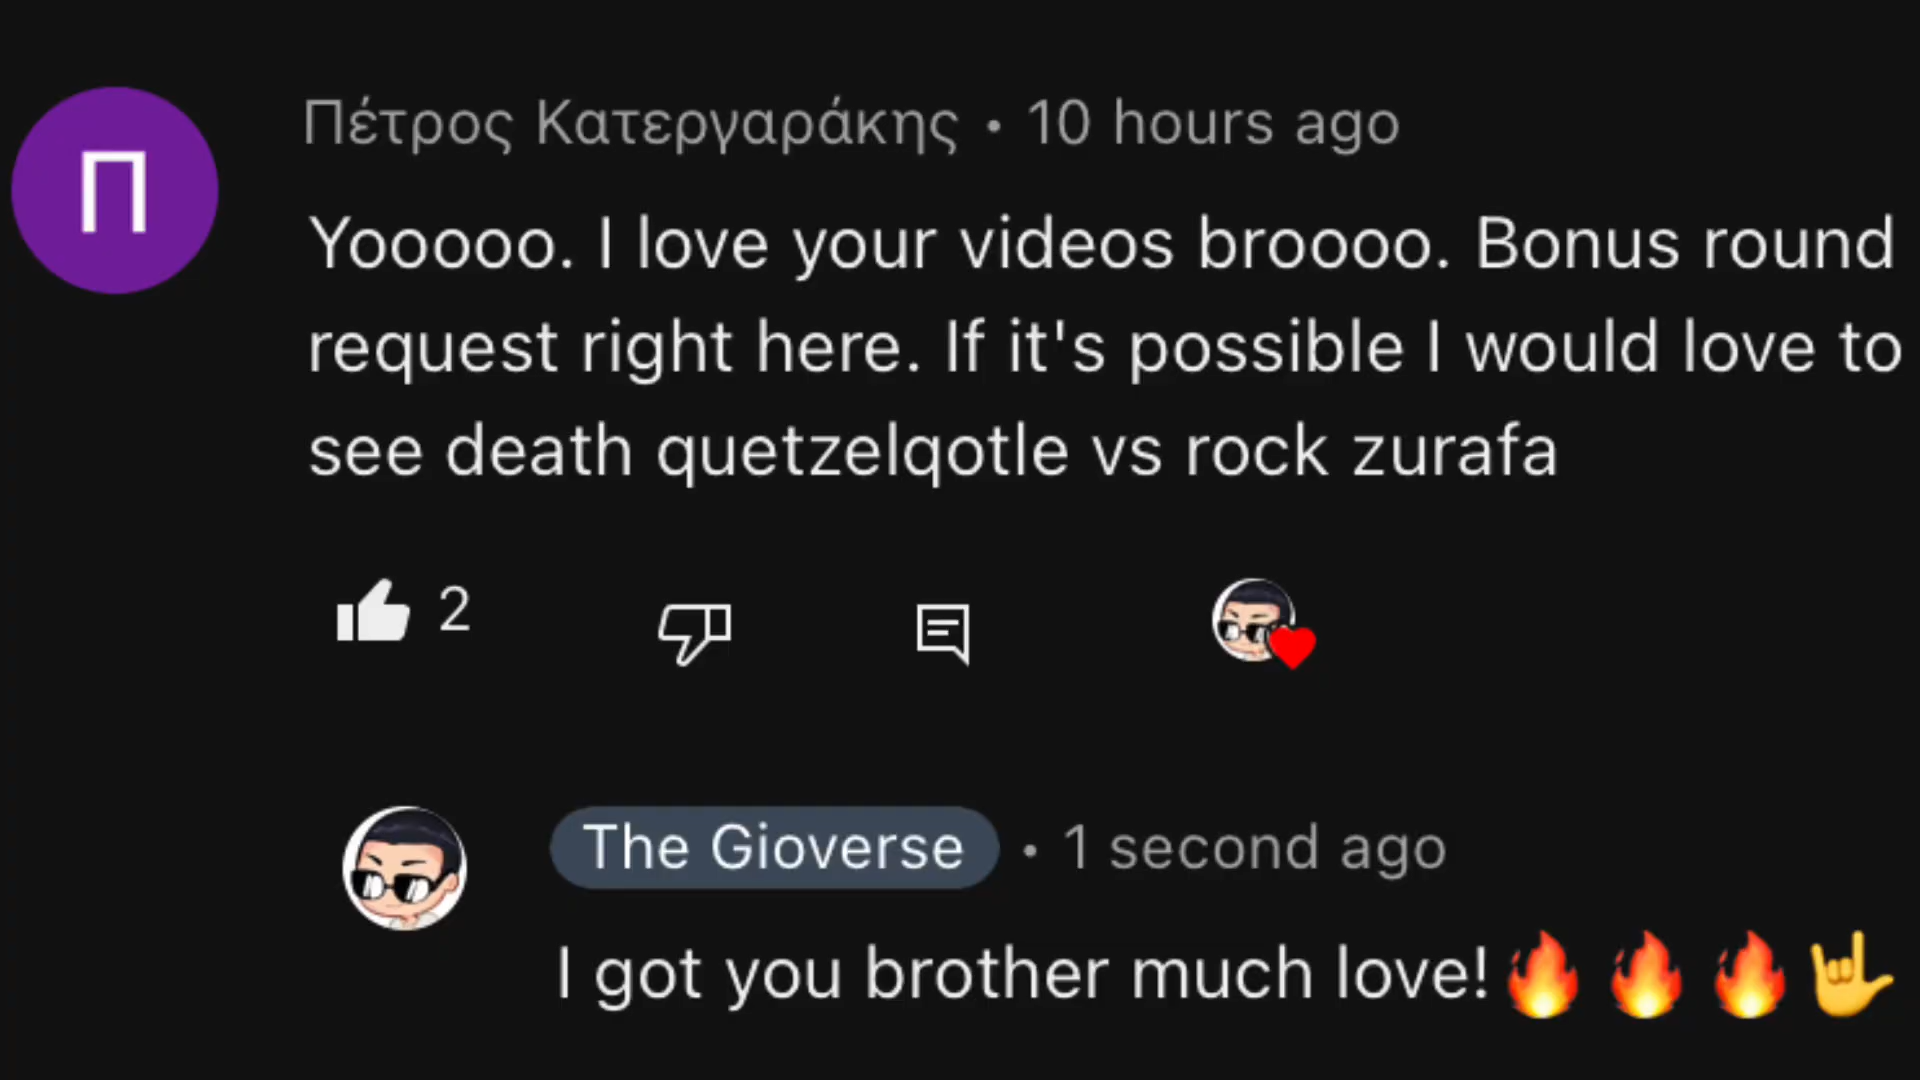 Π
Πέτρος Κατεργαράκης • 10 hours ago
Yooooo. I love your videos broooo. Bonus round
request right here. If it's possible I would love to
see death quetzelqotle vs rock zurafa
2
The Gioverse • 1 second ago
I got you brother much love!🔥🔥🔥🤟